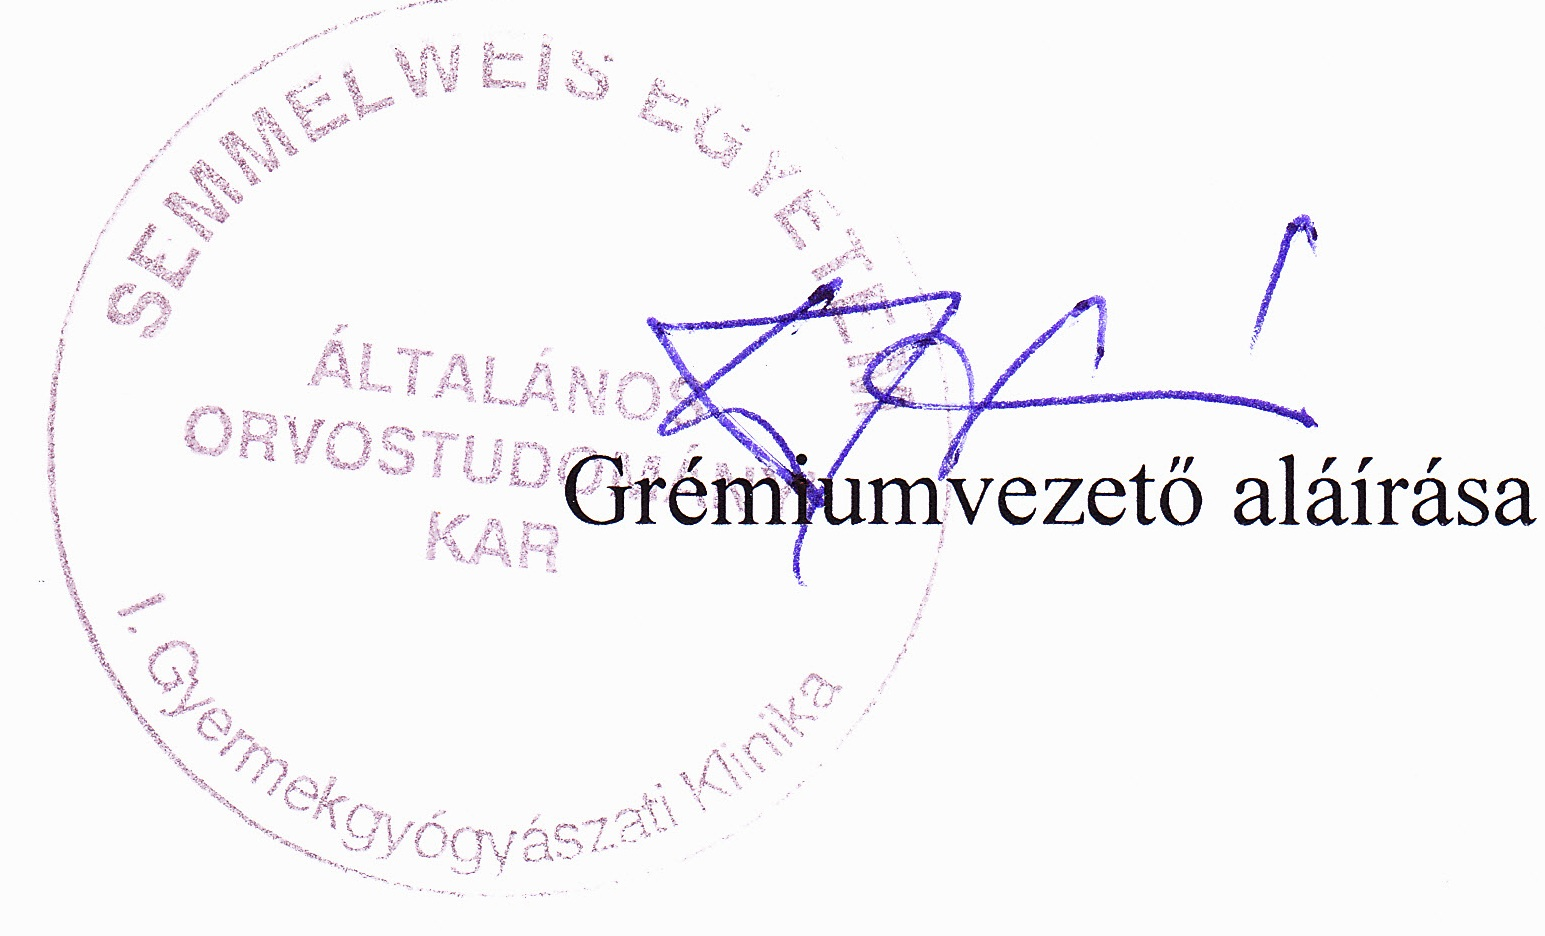 SEMMELWEIS EGYETEM
ÁLTALÁNOS
ORVOSTUDOMÁNYI
KAR
I. Gyermekgyógyászati Klinika
Grémiumvezető aláírása